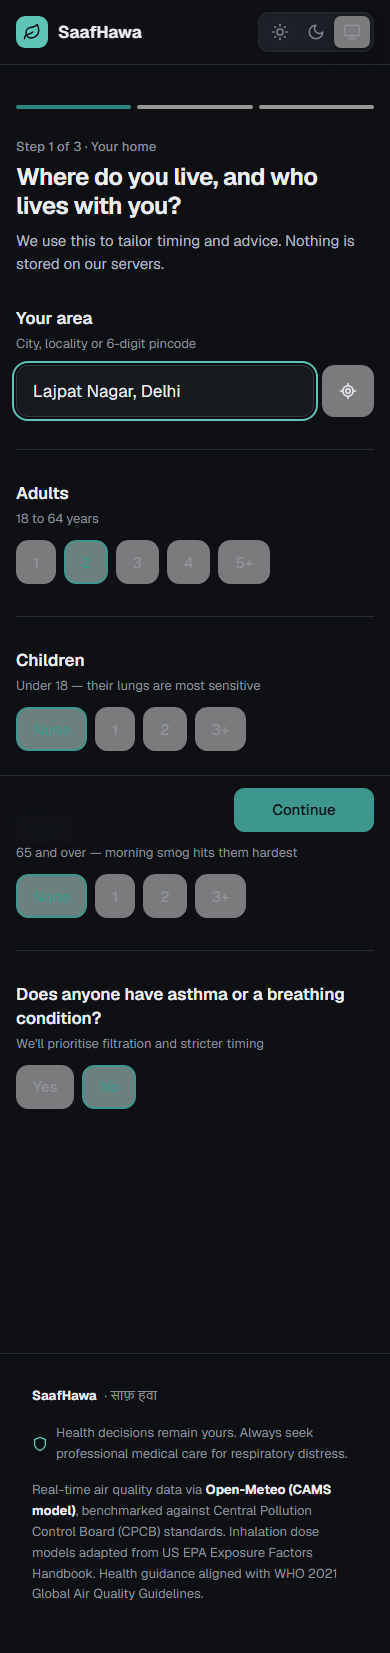 SaafHawa
Step 1 of 3 · Your home
Where do you live, and who
lives with you?
We use this to tailor timing and advice. Nothing is
stored on our servers.
Your area
City, locality or 6-digit pincode
Lajpat Nagar, Delhi
Adults
18 to 64 years
1
3
4
5+
Children
Under 18 — their lungs are most sensitive
None
1
2
3+
Continue
65 and over — morning smog hits them hardest
None
1
2
3+
Does anyone have asthma or a breathing
condition?
We'll prioritise filtration and stricter timing
Yes
No
SaafHawa · साफ़ हवा
Health decisions remain yours. Always seek
professional medical care for respiratory distress.
Real-time air quality data via Open-Meteo (CAMS
model), benchmarked against Central Pollution
Control Board (CPCB) standards. Inhalation dose
models adapted from US EPA Exposure Factors
Handbook. Health guidance aligned with WHO 2021
Global Air Quality Guidelines.